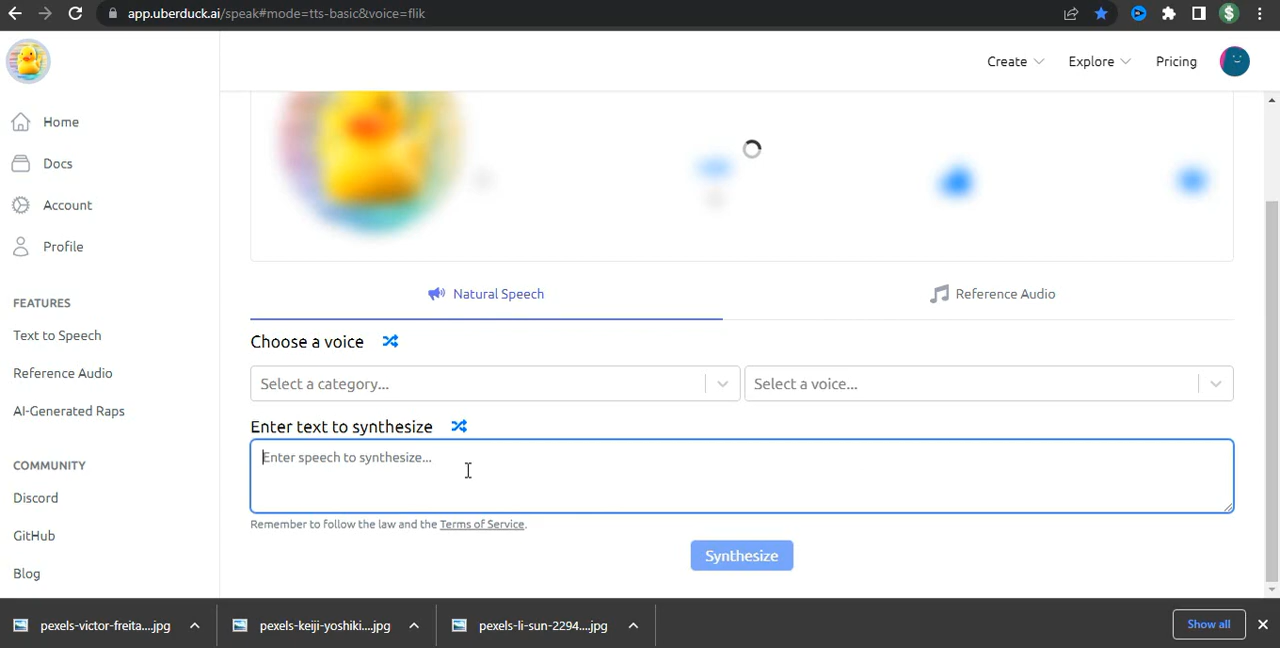 app.uberduck.ai/speak#mode=tts-basic&voice=flik
Create
Explore
Pricing
Home
Docs
Account
Profile
FEATURES
Text to Speech
Reference Audio
AI-Generated Raps
COMMUNITY
Discord
GitHub
Blog
Natural Speech
Reference Audio
Choose a voice
Select a category...
Select a voice...
Enter text to synthesize
Enter speech to synthesize...
Remember to follow the law and the Terms of Service.
Synthesize
pexels-victor-freita....jpg
pexels-keiji-yoshiki....jpg
pexels-li-sun-2294....jpg
Show all